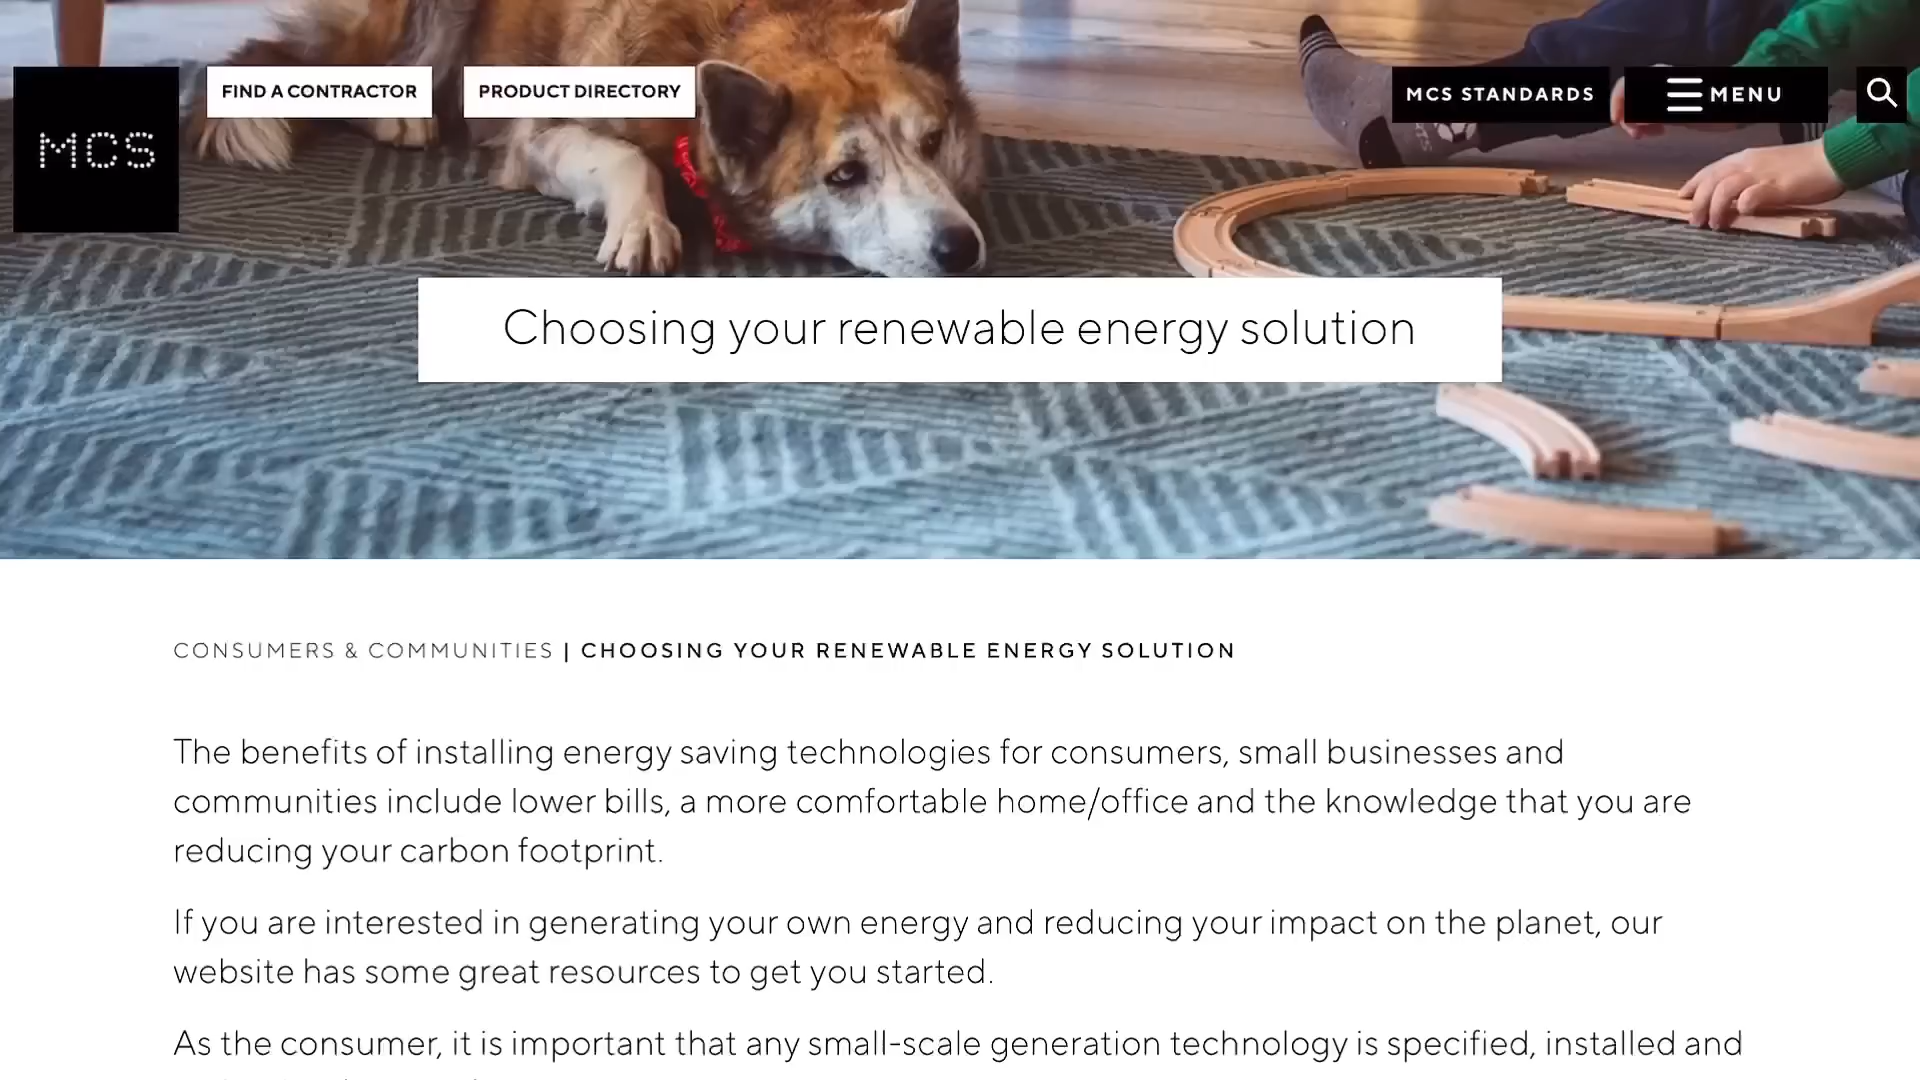 FIND A CONTRACTOR
PRODUCT DIRECTORY
MCS STANDARDS
MENU
MCS
Choosing your renewable energy solution
CONSUMERS & COMMUNITIES | CHOOSING YOUR RENEWABLE ENERGY SOLUTION
The benefits of installing energy saving technologies for consumers, small businesses and
communities include lower bills, a more comfortable home/office and the knowledge that you are
reducing your carbon footprint.
If you are interested in generating your own energy and reducing your impact on the planet, our
website has some great resources to get you started.
As the consumer, it is important that any small-scale generation technology is specified, installed and